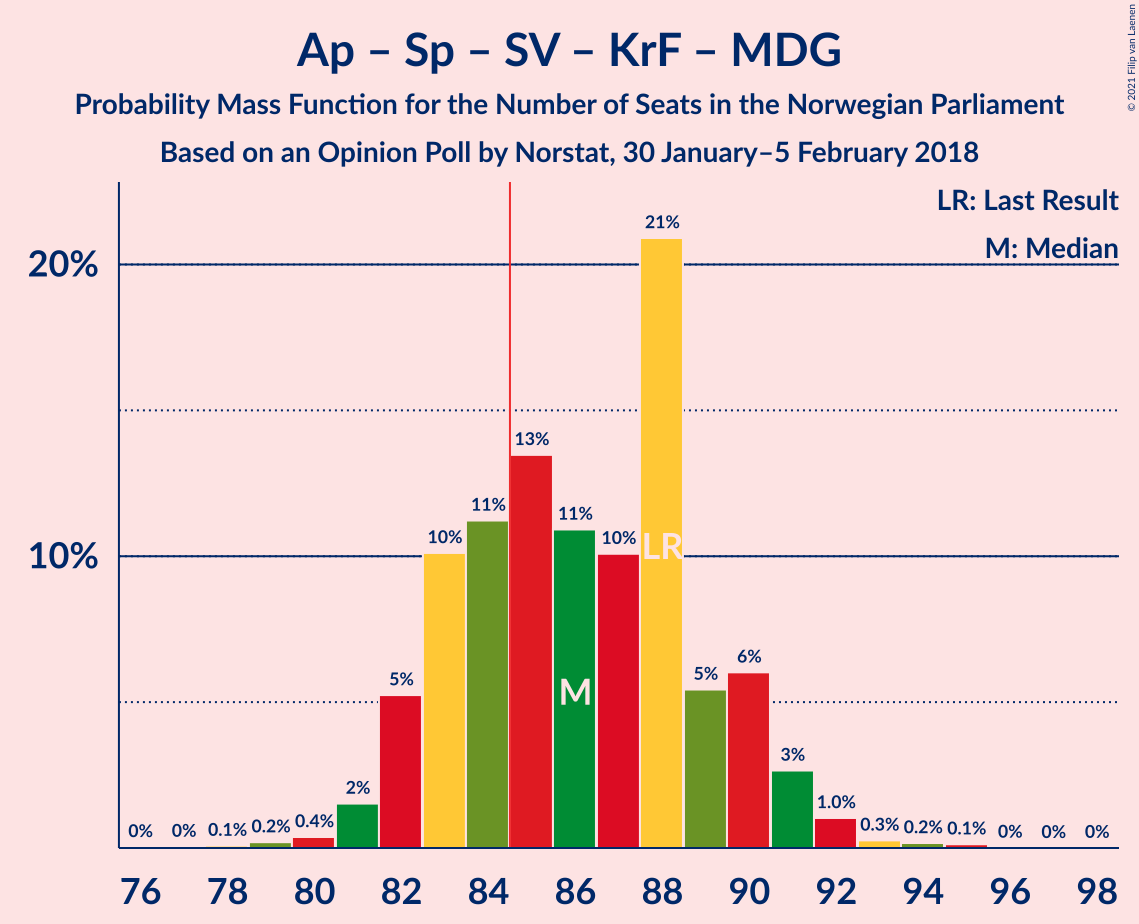 Ap – Sp – SV – KrF – MDG
Probability Mass Function for the Number of Seats in the Norwegian Parliament
Based on an Opinion Poll by Norstat, 30 January–5 February 2018
© 2021 Filip van Laenen
LR: Last Result
M: Median
20%
10%
0%
0%
0.1%
0.2%
0.4%
2%
5%
10%
11%
13%
11%
10%
21%
5%
6%
3%
1.0%
0.3%
0.2%
0.1%
0%
0%
0%
LR
M
76 78 80 82 84 86 88 90 92 94 96 98